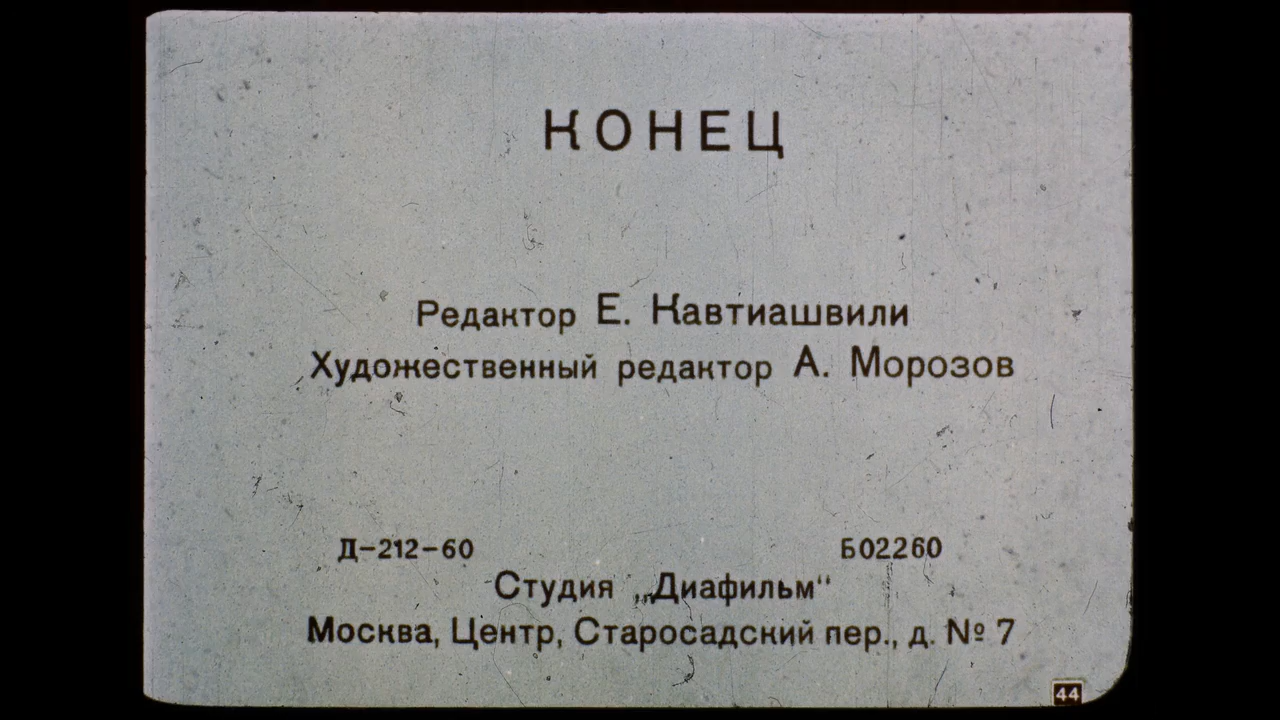 КОНЕЦ
Редактор Е. Кавтиашвили
Художественный редактор А. Морозов
Д-212-60 Б02260
Студия „Диафильм“
Москва, Центр, Старосадский пер., д. № 7
44